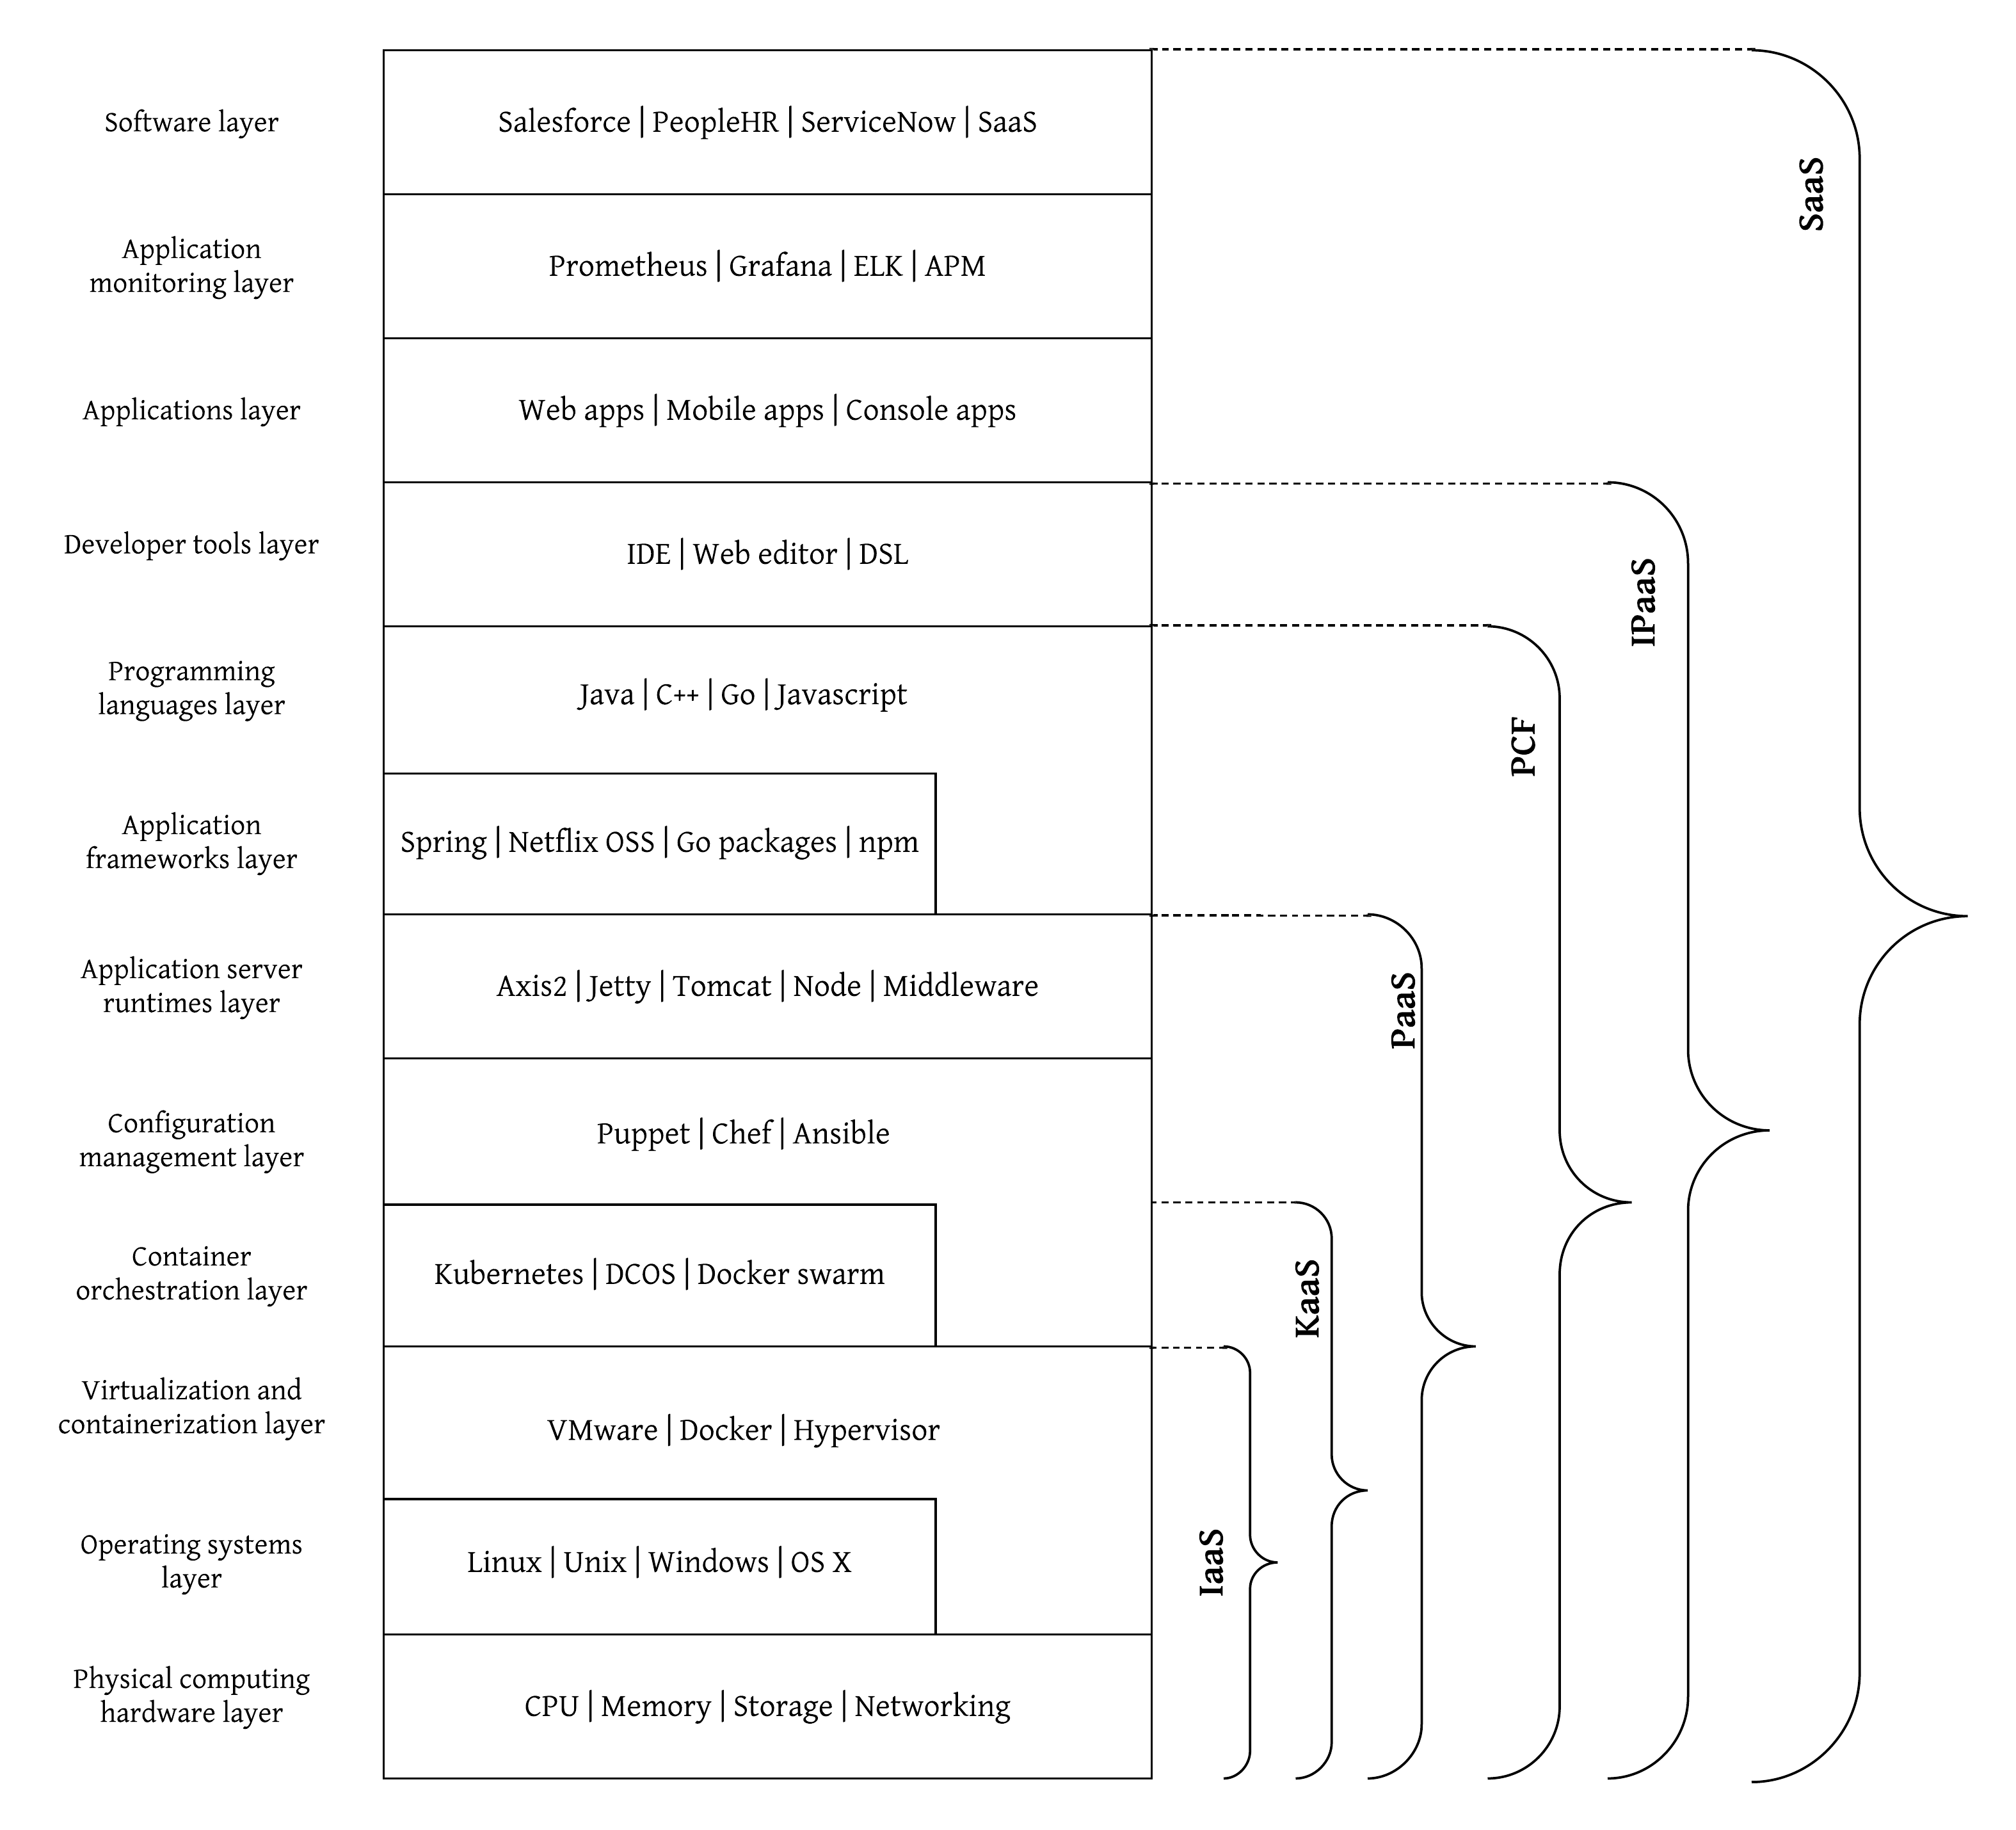 Software layer
Salesforce | PeopleHR | ServiceNow | SaaS
SaaS
Application
monitoring layer
Prometheus | Grafana | ELK | APM
Applications layer
Web apps | Mobile apps | Console apps
Developer tools layer
IDE | Web editor | DSL
IPaaS
Programming
languages layer
Java | C++ | Go | Javascript
PCF
Application
frameworks layer
Spring | Netflix OSS | Go packages | npm
Application server
runtimes layer
Axis2 | Jetty | Tomcat | Node | Middleware
PaaS
Configuration
management layer
Puppet | Chef | Ansible
Container
orchestration layer
Kubernetes | DCOS | Docker swarm
KaaS
Virtualization and
containerization layer
VMware | Docker | Hypervisor
Operating systems
layer
Linux | Unix | Windows | OS X
IaaS
Physical computing
hardware layer
CPU | Memory | Storage | Networking